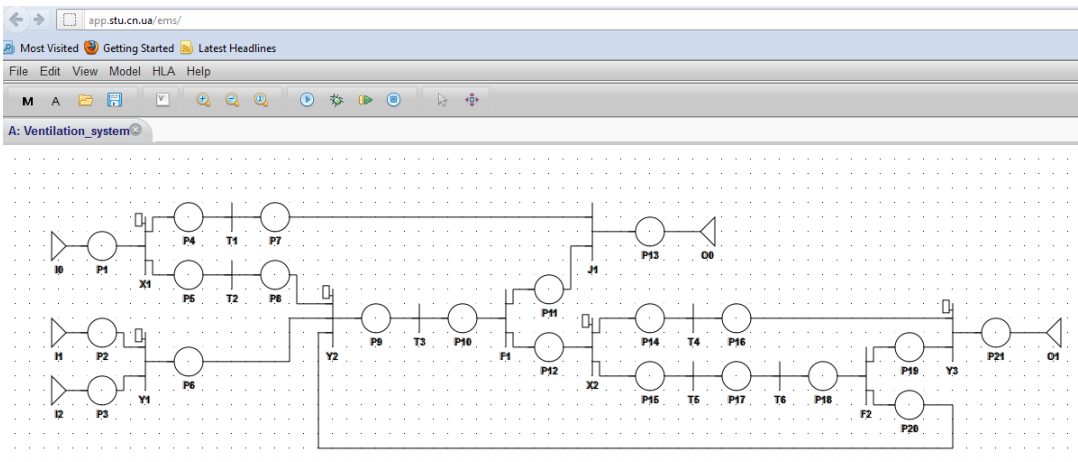 app.stu.cn.ua/ems/
Most Visited Getting Started Latest Headlines
File Edit View Model HLA Help
M A V 1
A: Ventilation_system
I0 P1 X1 P4 T1 P7 J1 P13 O0
P5 T2 P8
I1 P2 Y1 P6 Y2 P9 T3 P10 F1 P11
P12 X2 P14 T4 P16 P19 Y3 P21 O1
I2 P3 P15 T5 P17 T6 P18 F2 P20